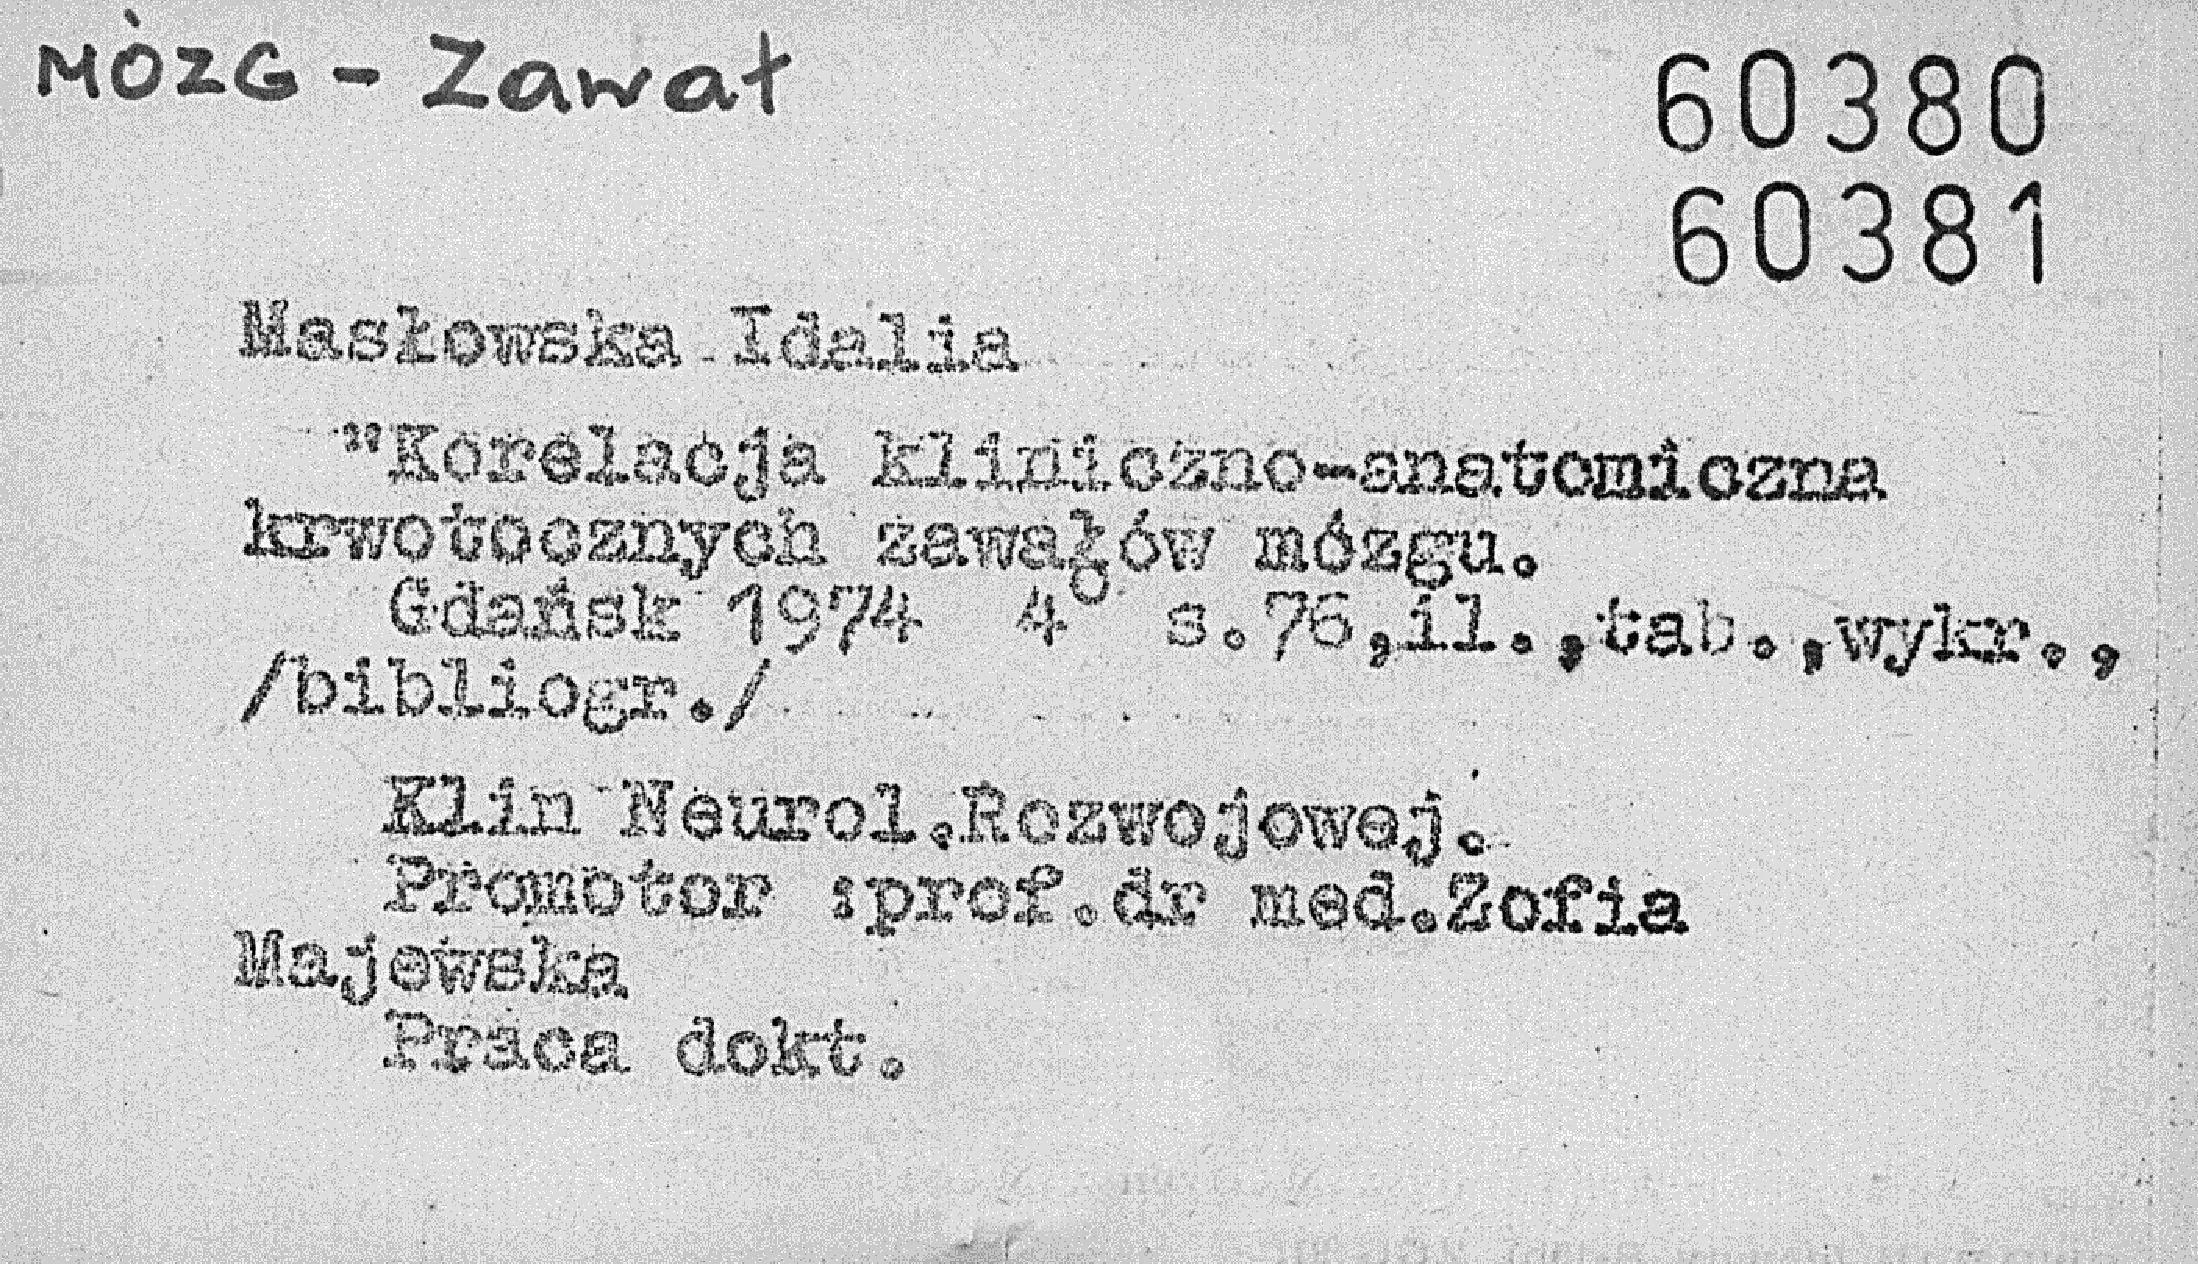 MÓZG - Zawał
60380
60381
Masłowska Idalia
"Korelacja kliniczno-anatomiczna
krwotocznych zawałów mózgu.
Gdańsk 1974 4° s.76,il.,tab.,wykr.,
/bibliogr./
Klin Neurol.Rozwojowej.
Promotor :prof.dr med.Zofia
Majewska
Praca dokt.